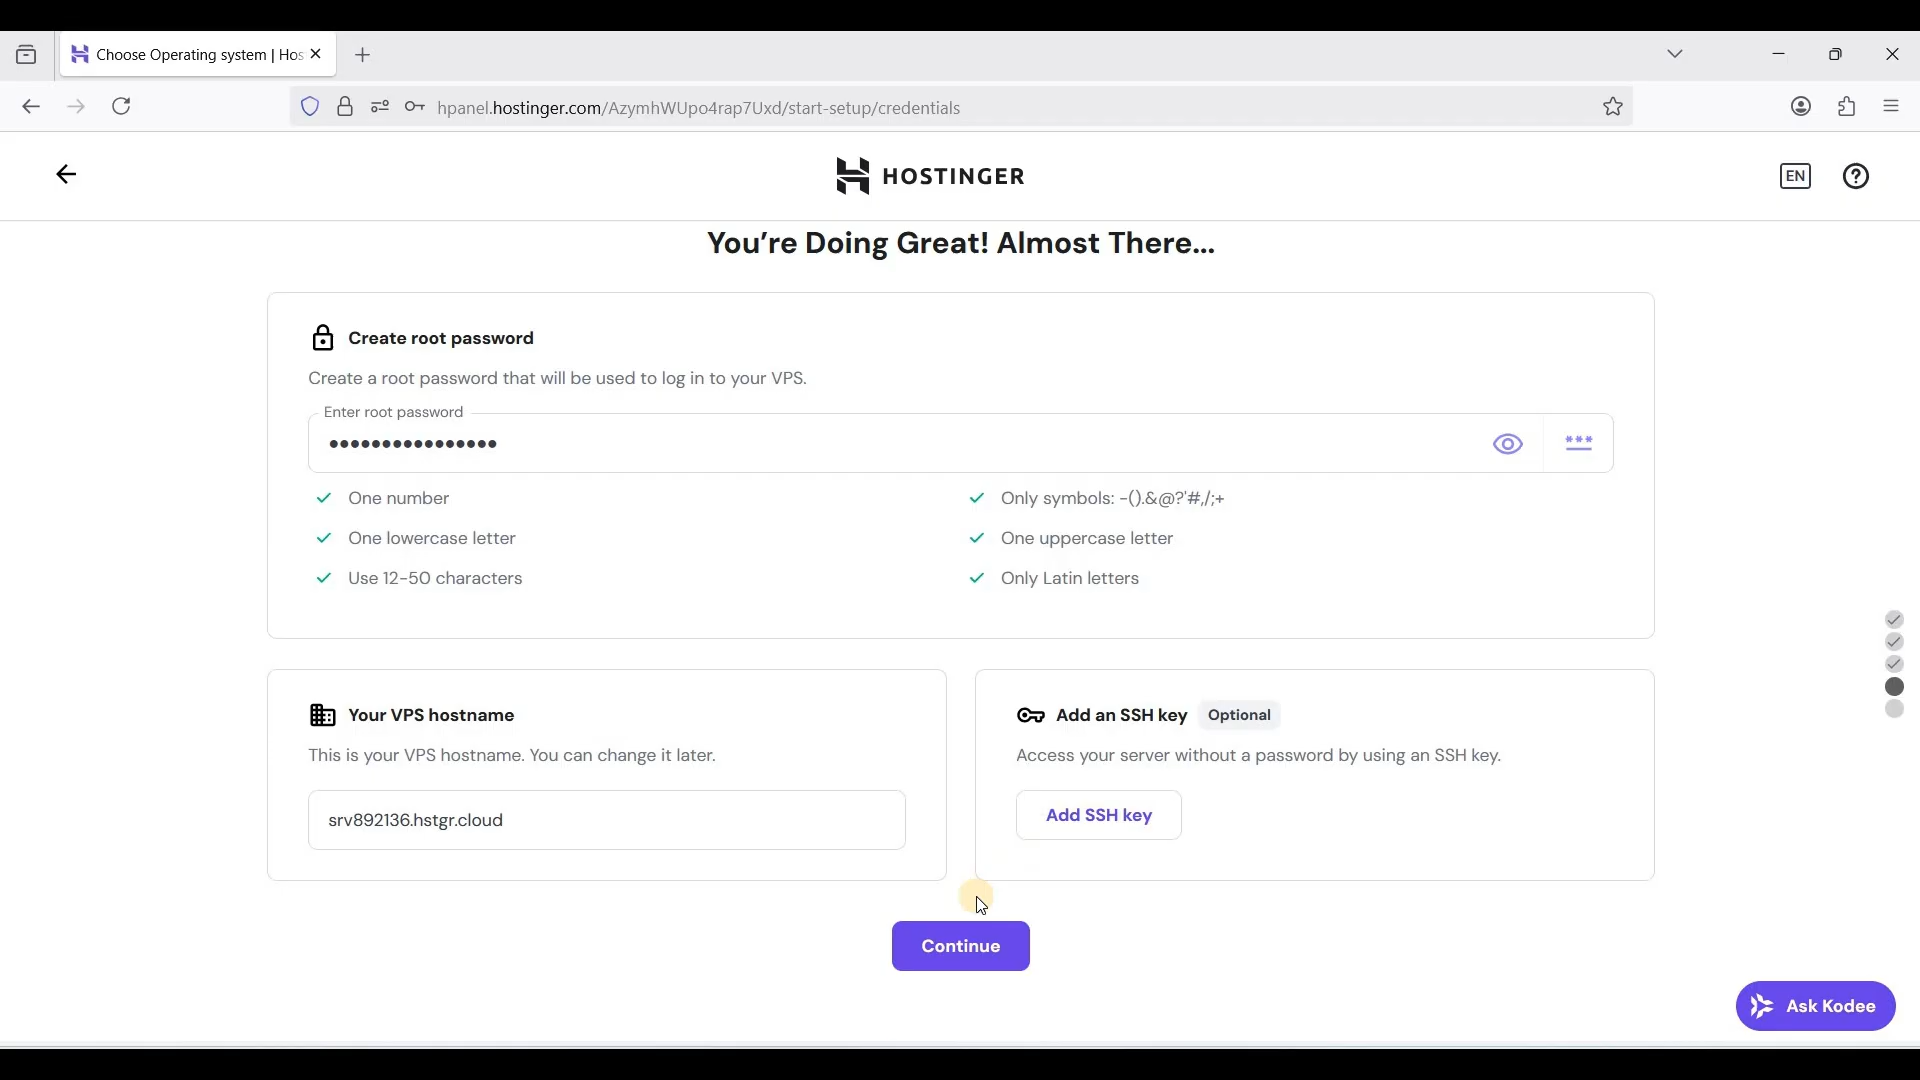 Choose Operating system | Hos
hpanel.hostinger.com/AzymhWUpo4rap7Uxd/start-setup/credentials
HOSTINGER
EN
You're Doing Great! Almost There...
Create root password
Create a root password that will be used to log in to your VPS.
Enter root password
••••••••••••••••
One number
Only symbols: -().&@?'#,/;+
One lowercase letter
One uppercase letter
Use 12-50 characters
Only Latin letters
Your VPS hostname
This is your VPS hostname. You can change it later.
srv892136.hstgr.cloud
Add an SSH key Optional
Access your server without a password by using an SSH key.
Add SSH key
Continue
Ask Kodee